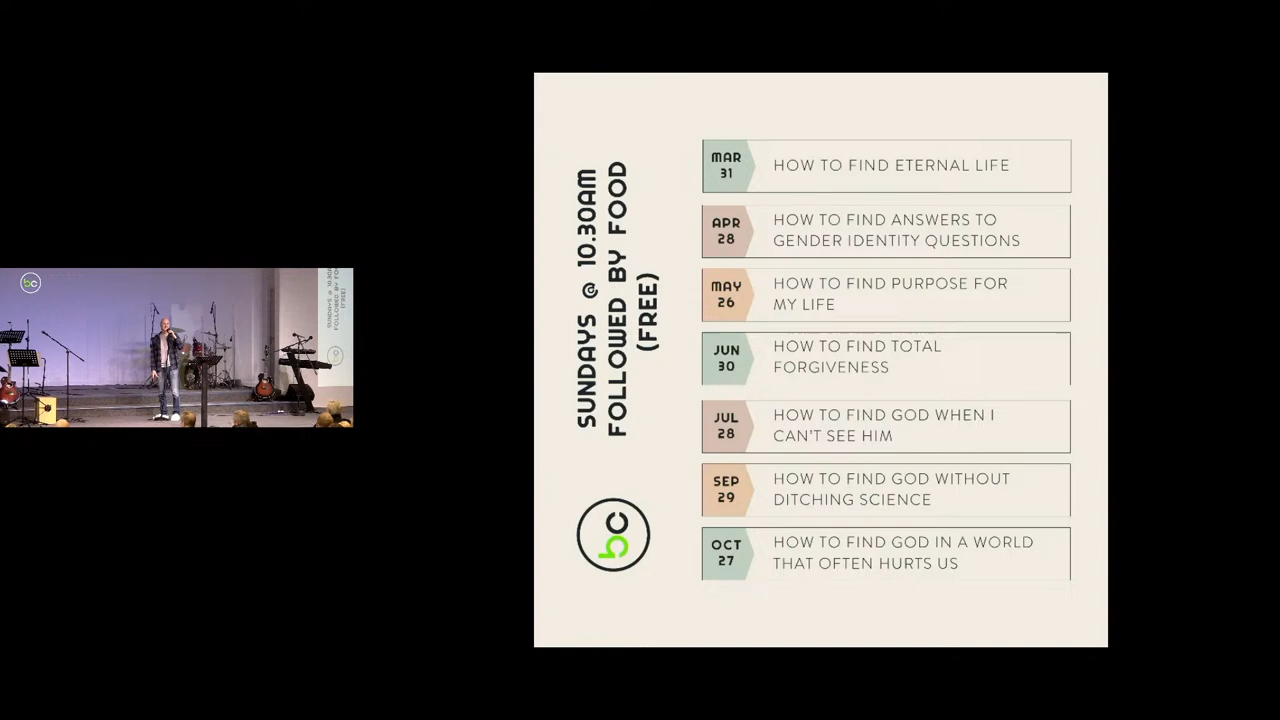 bc
SUNDAYS @ 10.30AM
FOLLOWED BY FOOD
(FREE)
bc
MAR
31
HOW TO FIND ETERNAL LIFE
APR
28
HOW TO FIND ANSWERS TO
GENDER IDENTITY QUESTIONS
MAY
26
HOW TO FIND PURPOSE FOR
MY LIFE
JUN
30
HOW TO FIND TOTAL
FORGIVENESS
JUL
28
HOW TO FIND GOD WHEN I
CAN'T SEE HIM
SEP
29
HOW TO FIND GOD WITHOUT
DITCHING SCIENCE
OCT
27
HOW TO FIND GOD IN A WORLD
THAT OFTEN HURTS US